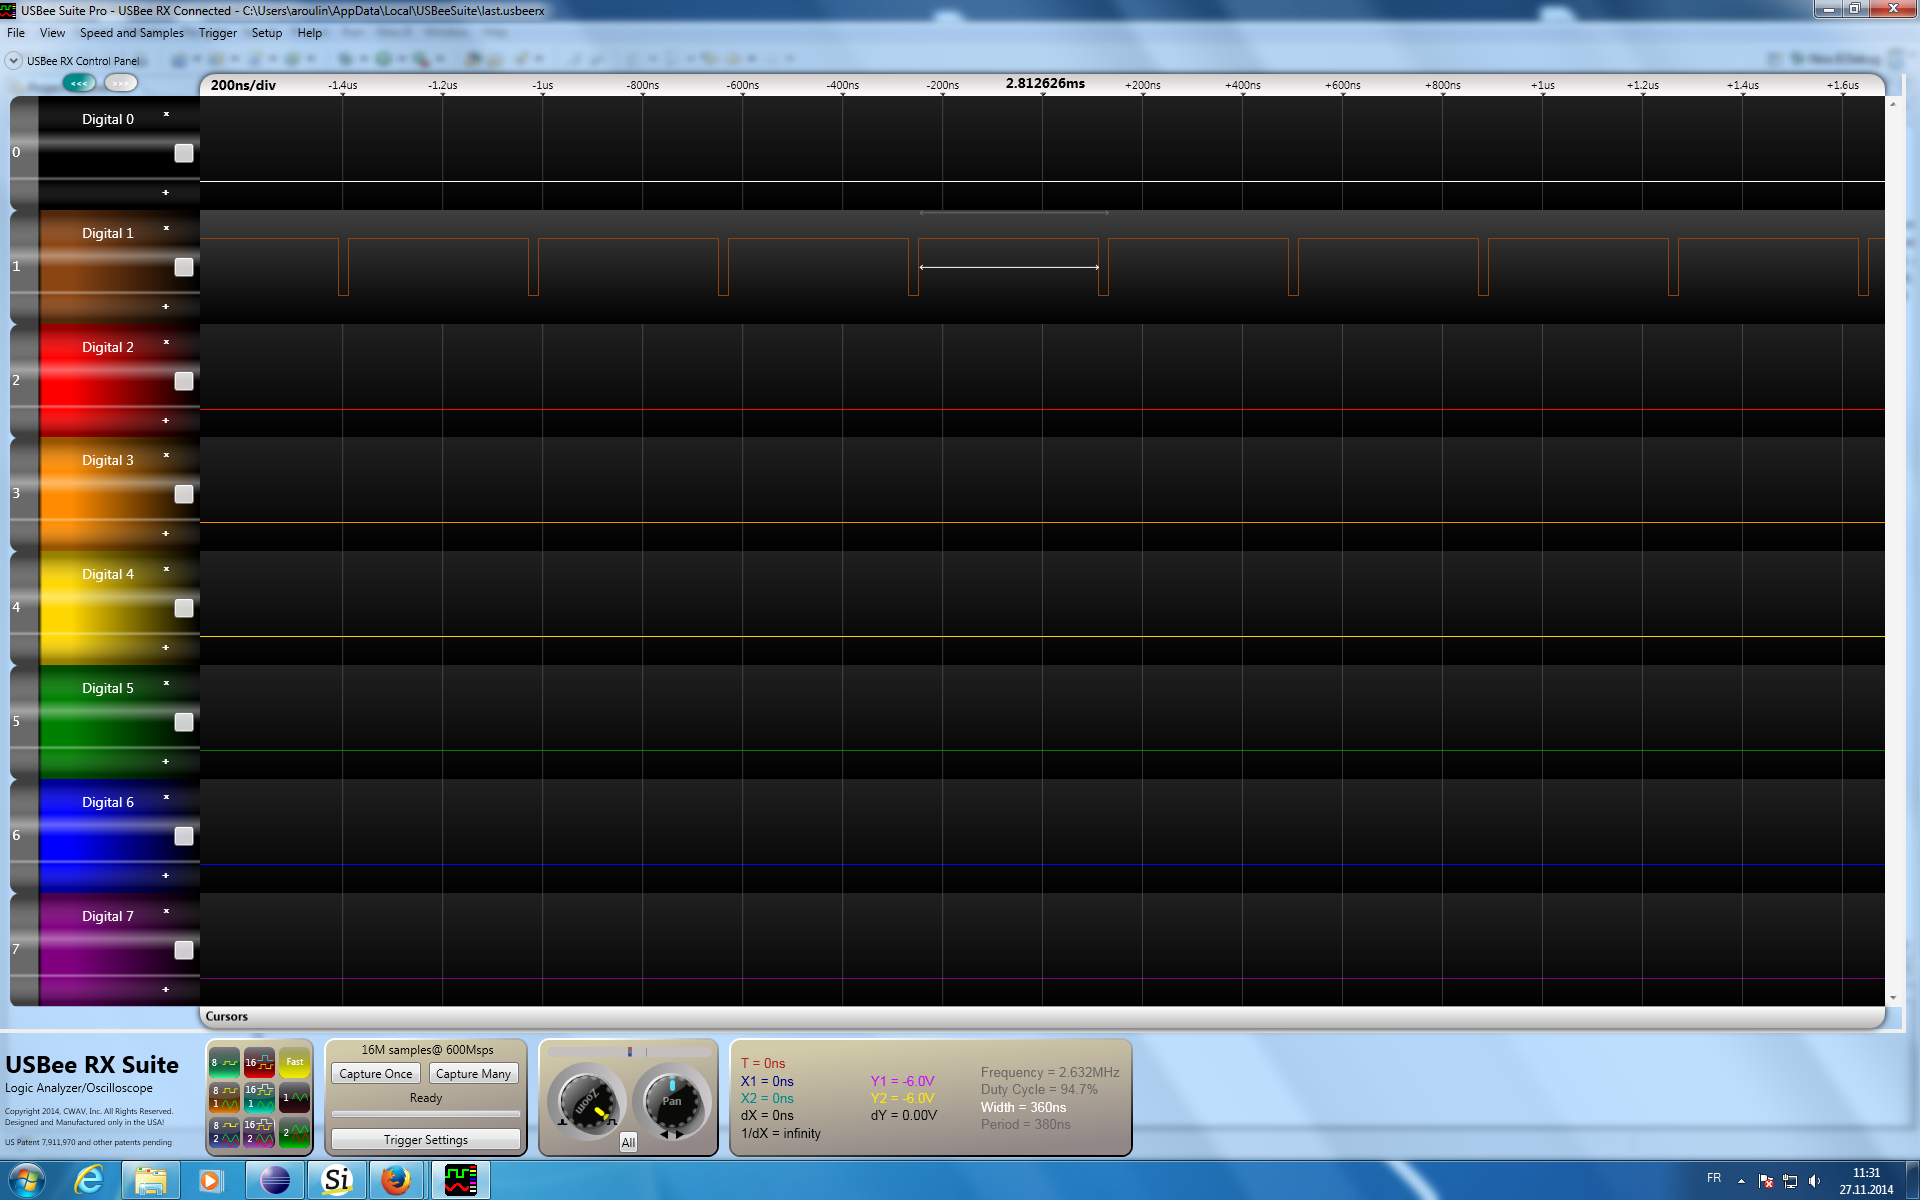 USBee Suite Pro - USBee RX Connected - C:\Users\aroulin\AppData\Local\USBeeSuite\last.usbeerx
File View Speed and Samples Trigger Setup Help
USBee RX Control Panel
<<< >>>
200ns/div -1.4us -1.2us -1us -800ns -600ns -400ns -200ns 2.812626ms +200ns +400ns +600ns +800ns +1us +1.2us +1.4us +1.6us
Digital 0
0
Digital 1
1
Digital 2
2
Digital 3
3
Digital 4
4
Digital 5
5
Digital 6
6
Digital 7
7
Cursors
USBee RX Suite
Logic Analyzer/Oscilloscope
Copyright 2014, CWAV, Inc. All Rights Reserved.
Designed and Manufactured only in the USA!
US Patent 7,911,970 and other patents pending
8 16 Fast
8 1 16 1 1
8 2 16 2 2
16M samples@ 600Msps
Capture Once Capture Many
Ready
Trigger Settings
Zoom Pan
All
T = 0ns
X1 = 0ns Y1 = -6.0V
X2 = 0ns Y2 = -6.0V
dX = 0ns dY = 0.00V
1/dX = infinity
Frequency = 2.632MHz
Duty Cycle = 94.7%
Width = 360ns
Period = 380ns
Si
FR
11:31
27.11.2014